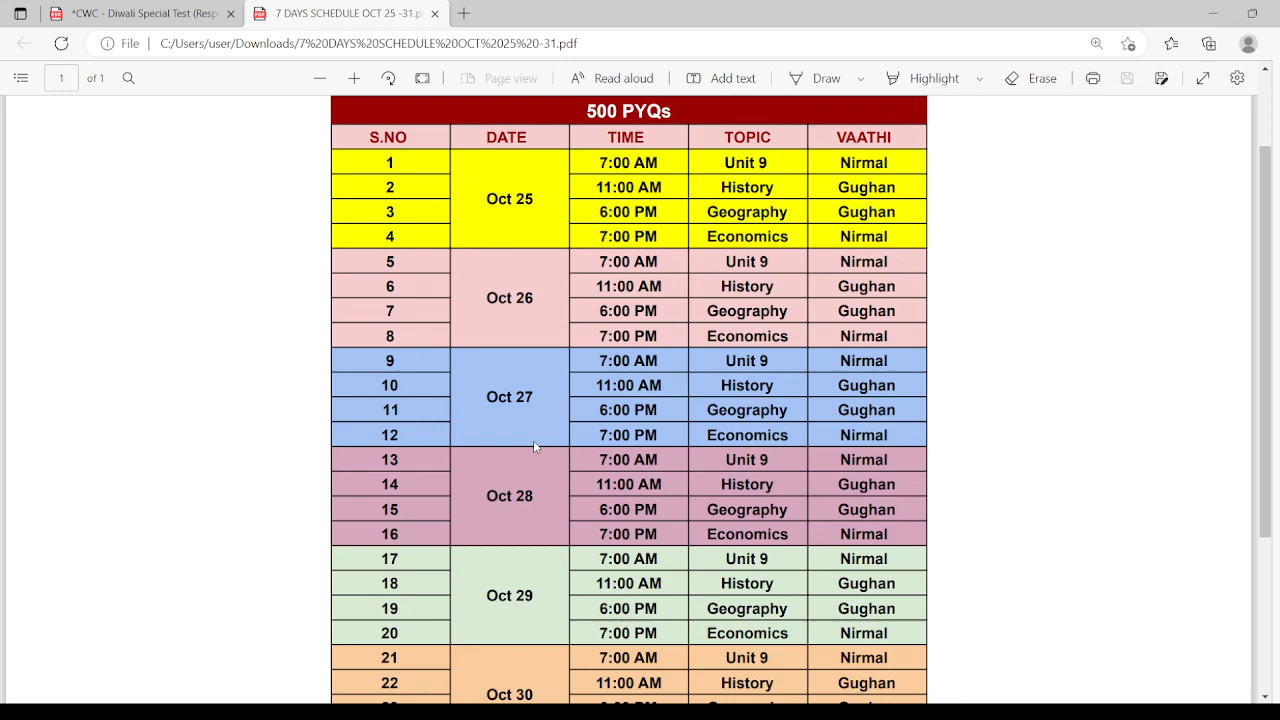 *CWC - Diwali Special Test (Resp
7 DAYS SCHEDULE OCT 25 -31.p
File | C:/Users/user/Downloads/7%20DAYS%20SCHEDULE%20OCT%2025%20-31.pdf
1 of 1 Page view Read aloud Add text Draw Highlight Erase
500 PYQs
S.NO DATE TIME TOPIC VAATHI
1 Oct 25 7:00 AM Unit 9 Nirmal
2 11:00 AM History Gughan
3 6:00 PM Geography Gughan
4 7:00 PM Economics Nirmal
5 Oct 26 7:00 AM Unit 9 Nirmal
6 11:00 AM History Gughan
7 6:00 PM Geography Gughan
8 7:00 PM Economics Nirmal
9 Oct 27 7:00 AM Unit 9 Nirmal
10 11:00 AM History Gughan
11 6:00 PM Geography Gughan
12 7:00 PM Economics Nirmal
13 Oct 28 7:00 AM Unit 9 Nirmal
14 11:00 AM History Gughan
15 6:00 PM Geography Gughan
16 7:00 PM Economics Nirmal
17 Oct 29 7:00 AM Unit 9 Nirmal
18 11:00 AM History Gughan
19 6:00 PM Geography Gughan
20 7:00 PM Economics Nirmal
21 Oct 30 7:00 AM Unit 9 Nirmal
22 11:00 AM History Gughan